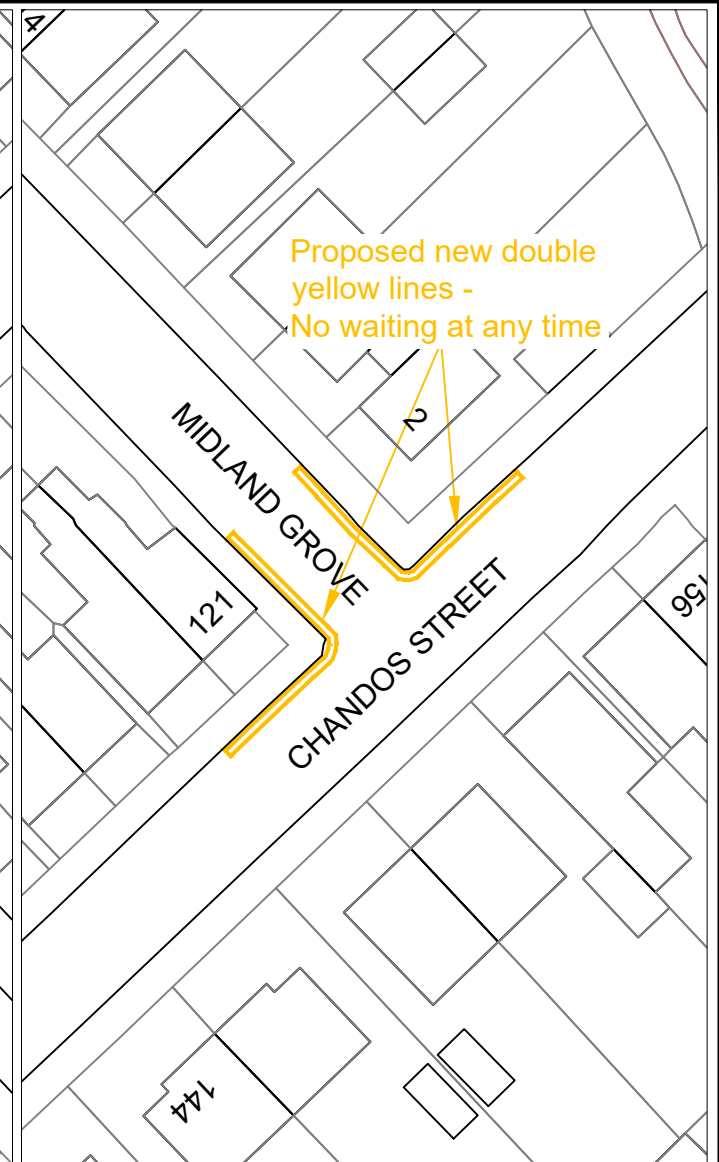 4
Proposed new double
yellow lines -
No waiting at any time
2
MIDLAND GROVE
121
CHANDOS STREET
156
144